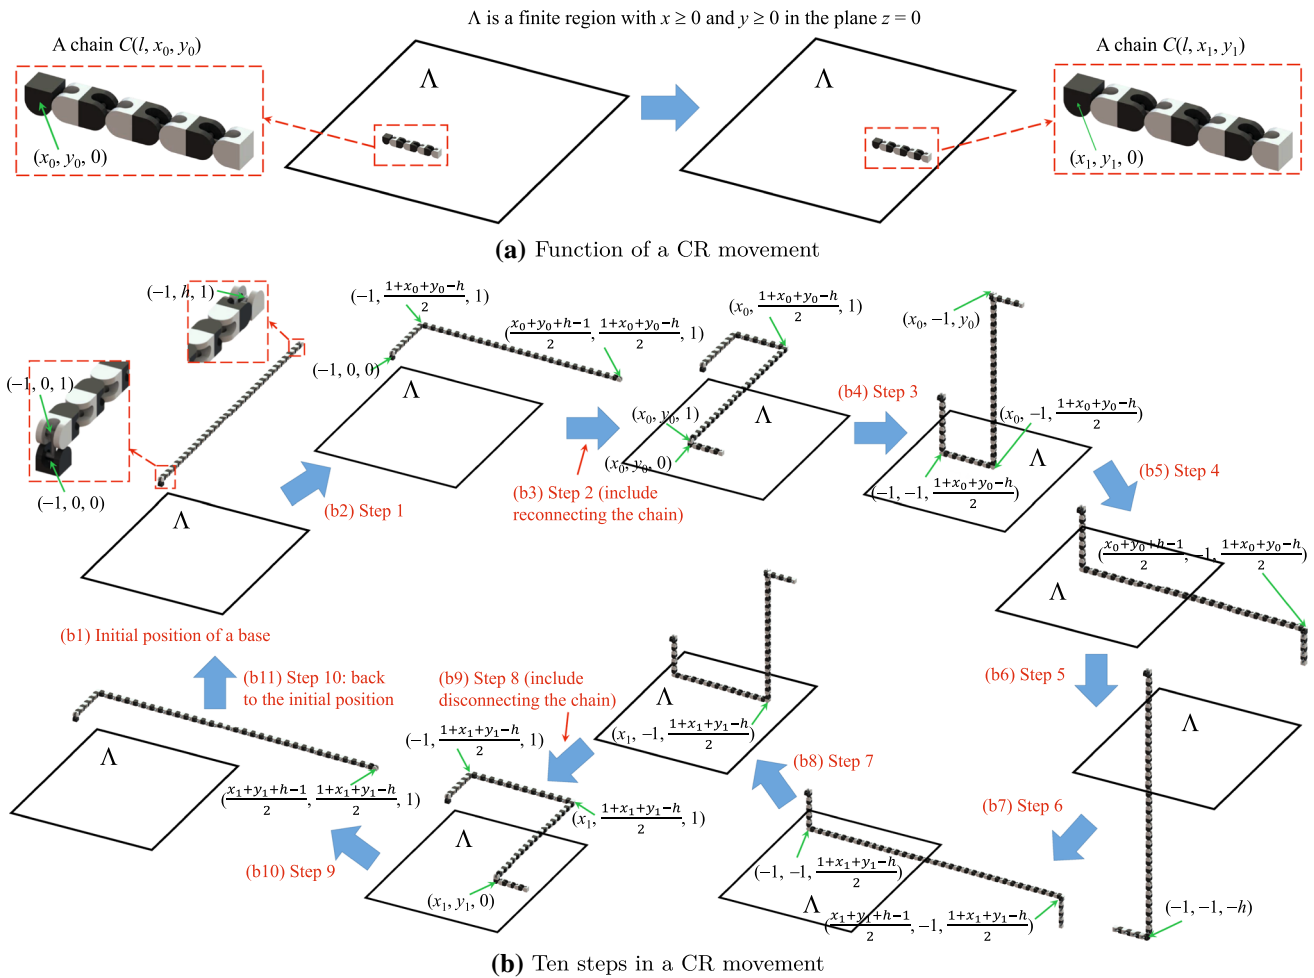 Λ is a finite region with x ≥ 0 and y ≥ 0 in the plane z = 0
A chain C(l, x₀, y₀)
A chain C(l, x₁, y₁)
Λ
Λ
(x₀, y₀, 0)
(x₁, y₁, 0)
(a) Function of a CR movement
(−1, h, 1)
(−1, 0, 1)
(−1, 0, 0)
Λ
(b1) Initial position of a base
(−1, (1+x₀+y₀−h)/2, 1)
((x₀+y₀+h−1)/2, (1+x₀+y₀−h)/2, 1)
(−1, 0, 0)
Λ
(b2) Step 1
(x₀, (1+x₀+y₀−h)/2, 1)
(x₀, y₀, 1)
Λ
(x₀, y₀, 0)
(b3) Step 2 (include
reconnecting the chain)
(b4) Step 3
(x₀, −1, y₀)
(x₀, −1, (1+x₀+y₀−h)/2)
Λ
(−1, −1, (1+x₀+y₀−h)/2)
(b5) Step 4
((x₀+y₀+h−1)/2, −1, (1+x₀+y₀−h)/2)
Λ
(b6) Step 5
Λ
(−1, −1, −h)
(b7) Step 6
Λ
(−1, −1, (1+x₁+y₁−h)/2)
((x₁+y₁+h−1)/2, −1, (1+x₁+y₁−h)/2)
(b8) Step 7
Λ
(x₁, −1, (1+x₁+y₁−h)/2)
(b9) Step 8 (include
disconnecting the chain)
(−1, (1+x₁+y₁−h)/2, 1)
(x₁, (1+x₁+y₁−h)/2, 1)
Λ
(x₁, y₁, 0)
(b10) Step 9
Λ
((x₁+y₁+h−1)/2, (1+x₁+y₁−h)/2, 1)
(b11) Step 10: back
to the initial position
(b) Ten steps in a CR movement